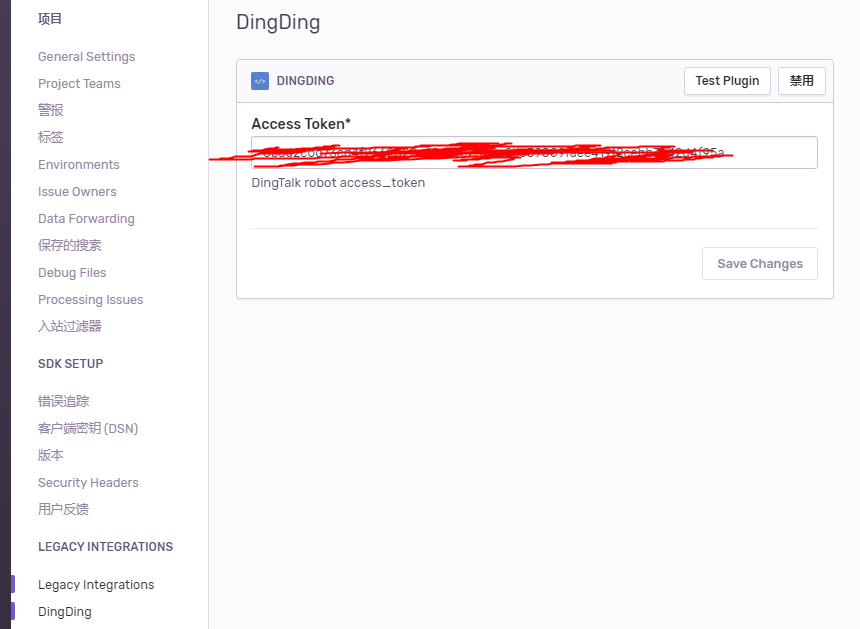 项目
General Settings
Project Teams
警报
标签
Environments
Issue Owners
Data Forwarding
保存的搜索
Debug Files
Processing Issues
入站过滤器
SDK SETUP
错误追踪
客户端密钥 (DSN)
版本
Security Headers
用户反馈
LEGACY INTEGRATIONS
Legacy Integrations
DingDing
DingDing
DINGDING
Test Plugin
禁用
Access Token*
DingTalk robot access_token
Save Changes